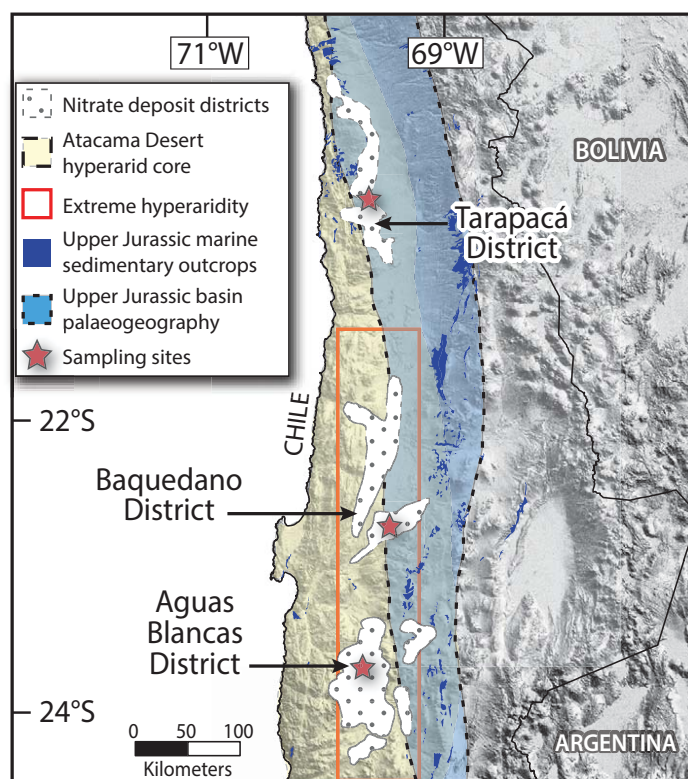 71°W
69°W
Nitrate deposit districts
Atacama Desert
hyperarid core
Extreme hyperaridity
Upper Jurassic marine
sedimentary outcrops
Upper Jurassic basin
palaeogeography
Sampling sites
BOLIVIA
Tarapacá
District
22°S
CHILE
Baquedano
District
Aguas
Blancas
District
24°S
0 50 100
Kilometers
ARGENTINA